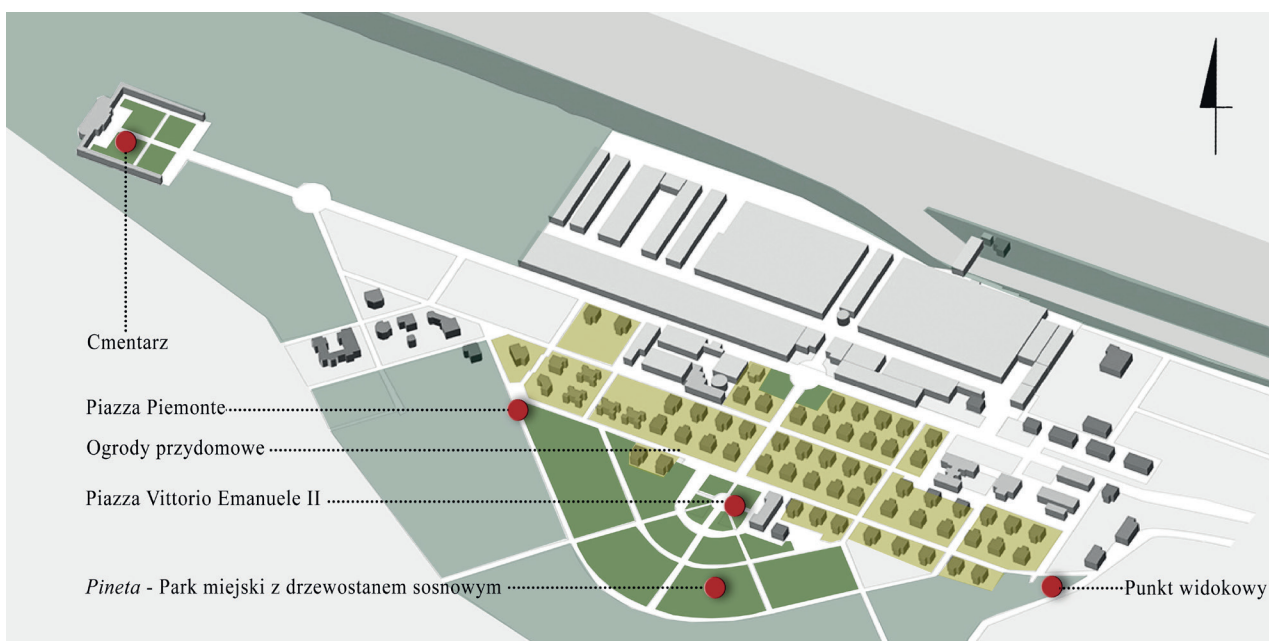 Cmentarz
Piazza Piemonte
Ogrody przydomowe
Piazza Vittorio Emanuele II
Pineta - Park miejski z drzewostanem sosnowym
Punkt widokowy